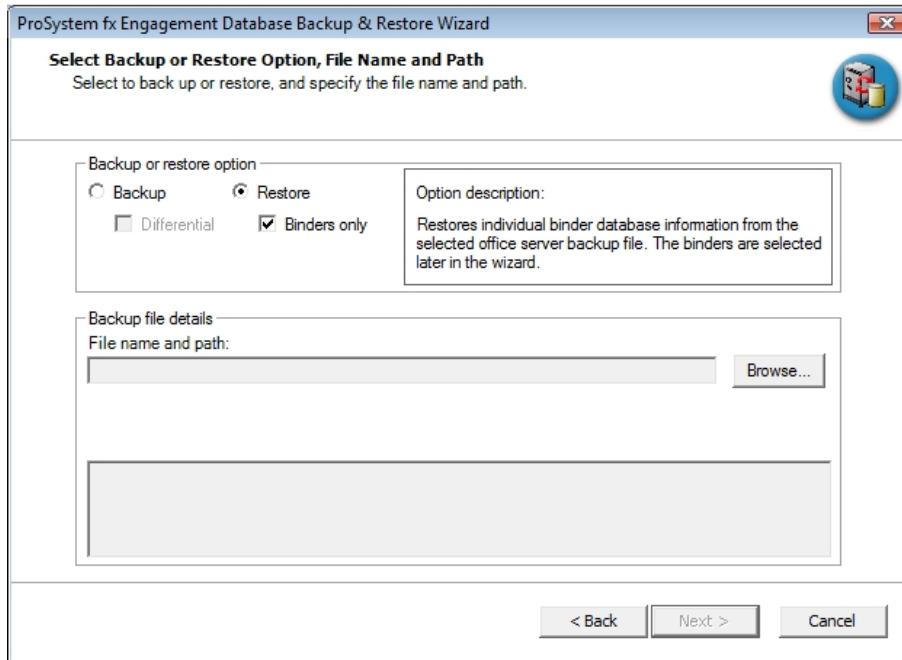 ProSystem fx Engagement Database Backup & Restore Wizard
Select Backup or Restore Option, File Name and Path
Select to back up or restore, and specify the file name and path.
Backup or restore option
Backup
Restore
Differential
Binders only
Option description:
Restores individual binder database information from the
selected office server backup file. The binders are selected
later in the wizard.
Backup file details
File name and path:
Browse...
< Back
Next >
Cancel